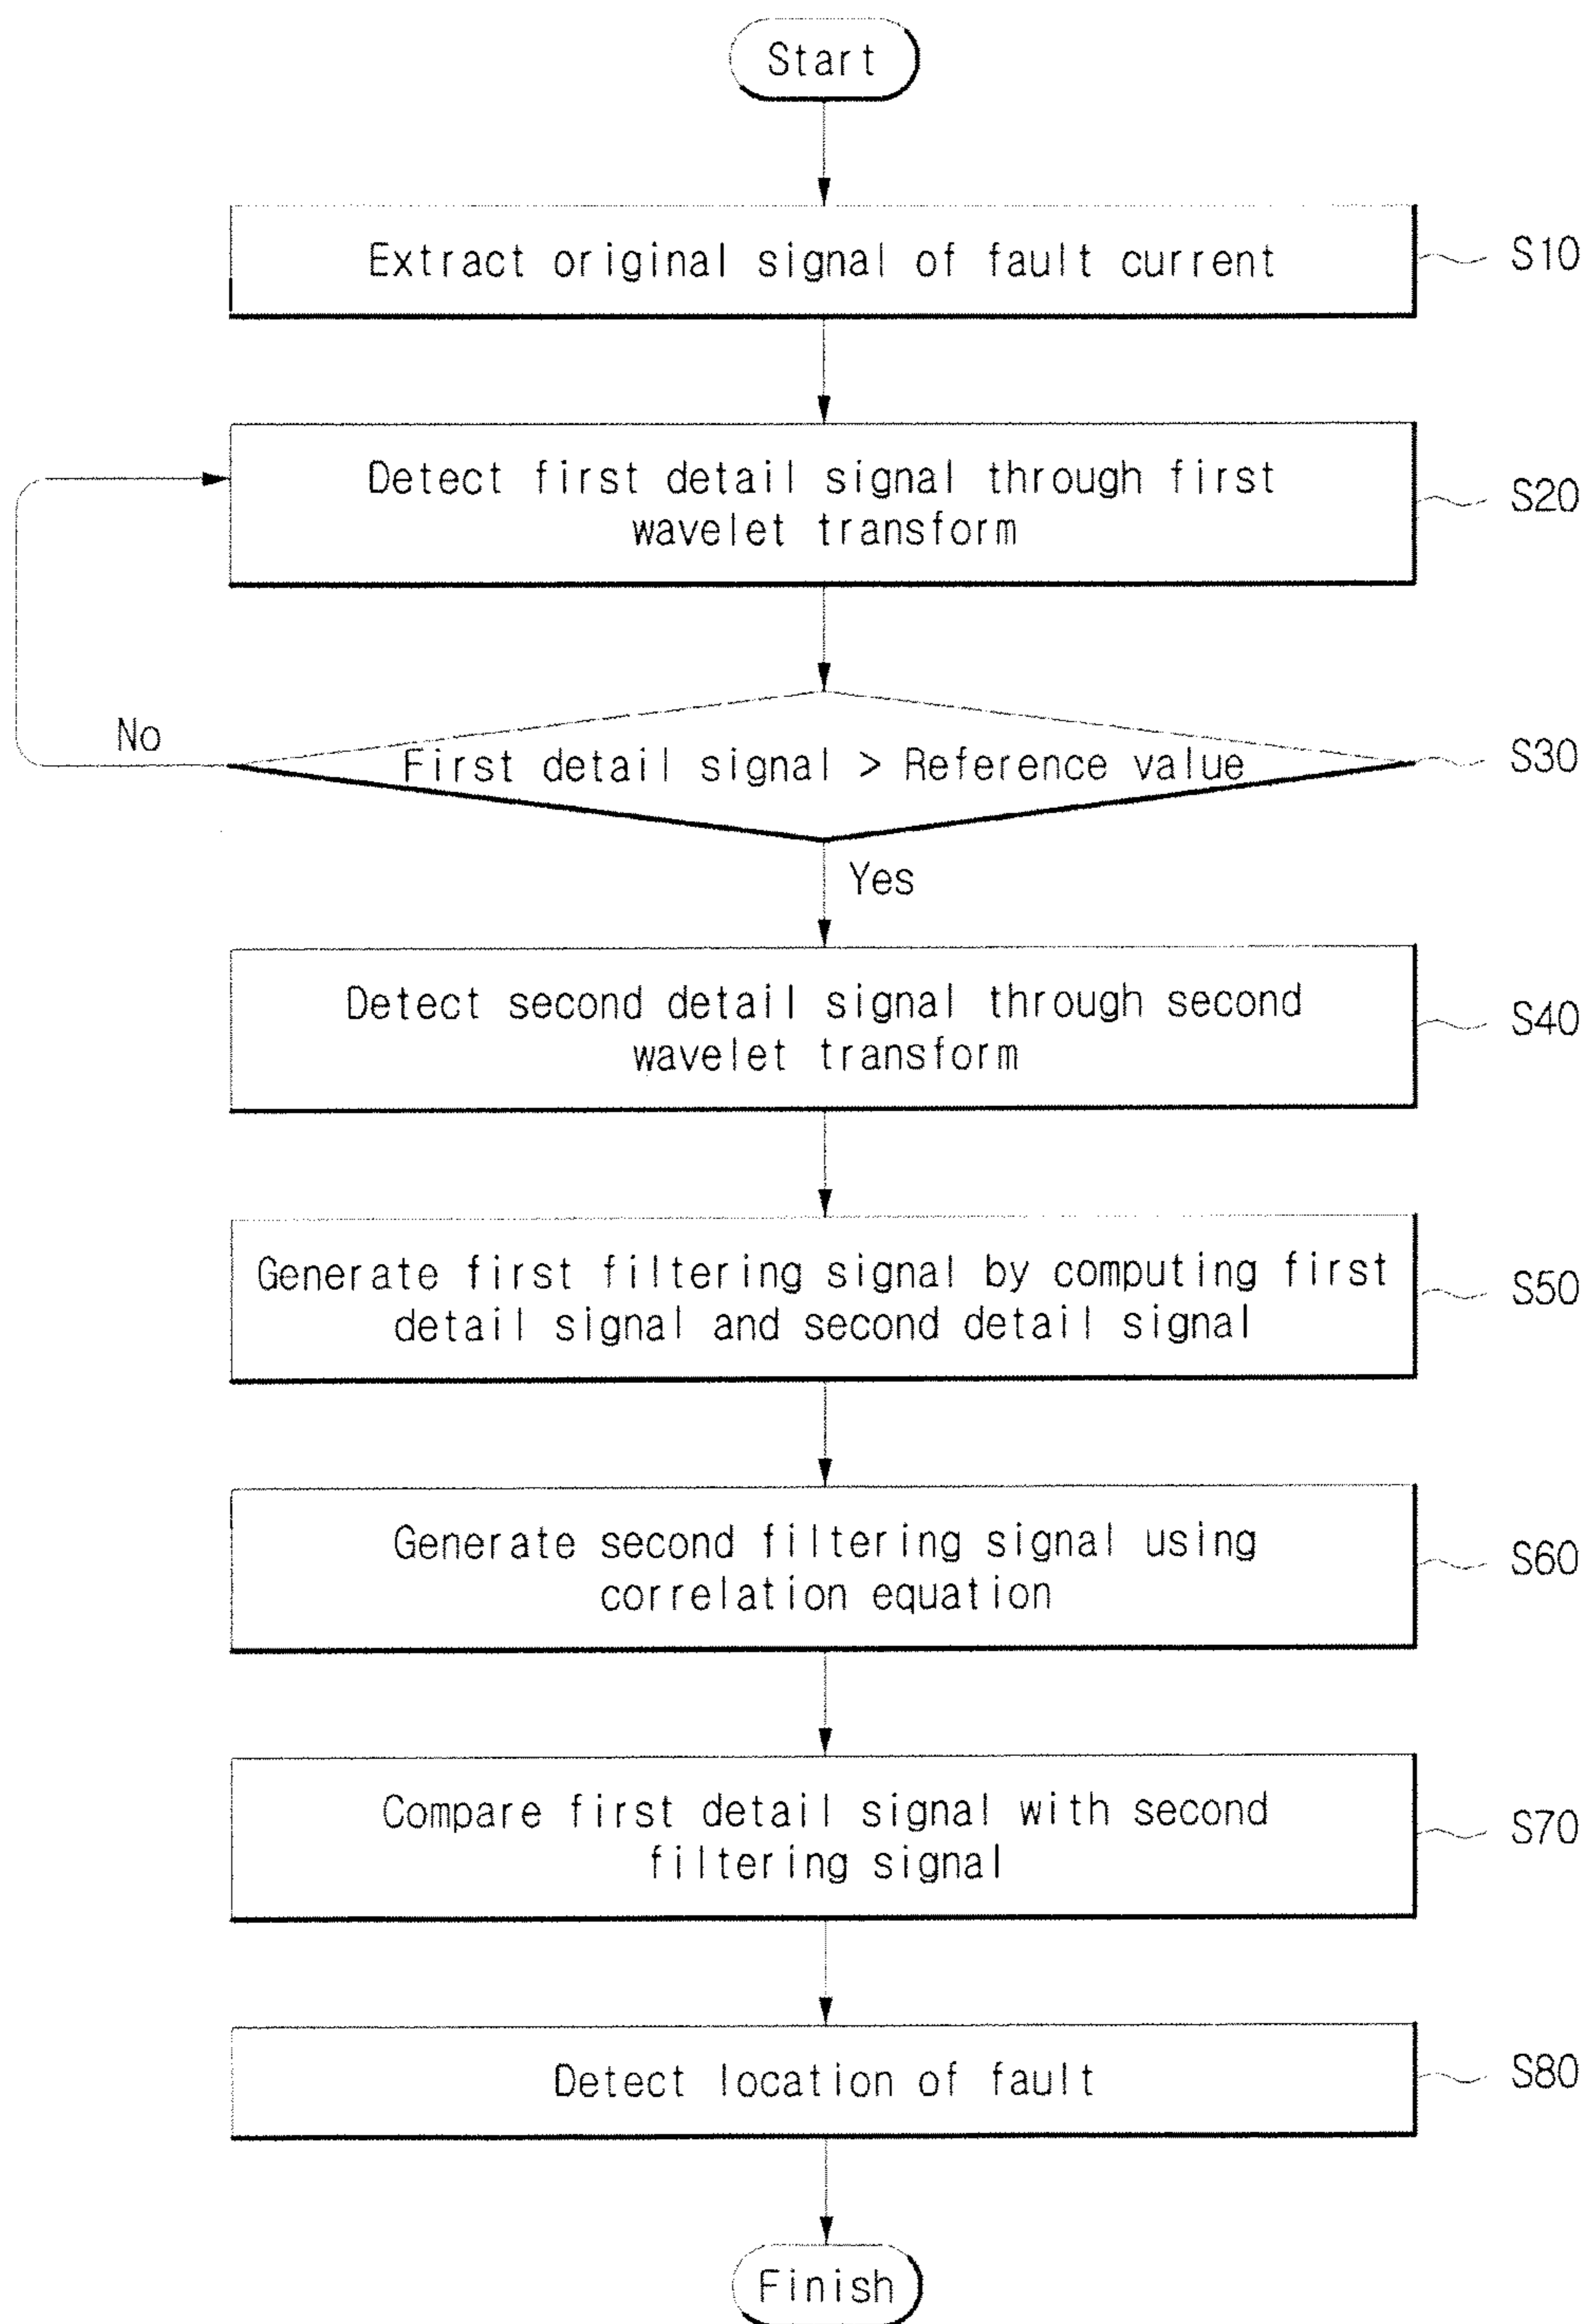 Start
Extract original signal of fault current
S10
Detect first detail signal through first
wavelet transform
S20
No
First detail signal > Reference value
S30
Yes
Detect second detail signal through second
wavelet transform
S40
Generate first filtering signal by computing first
detail signal and second detail signal
S50
Generate second filtering signal using
correlation equation
S60
Compare first detail signal with second
filtering signal
S70
Detect location of fault
S80
Finish